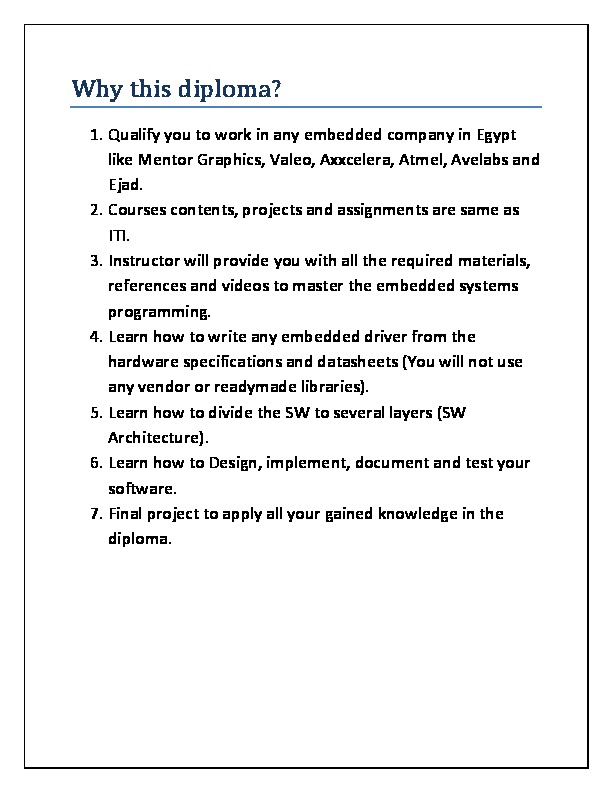 Why this diploma?
1. Qualify you to work in any embedded company in Egypt
like Mentor Graphics, Valeo, Axxcelera, Atmel, Avelabs and
Ejad.
2. Courses contents, projects and assignments are same as
ITI.
3. Instructor will provide you with all the required materials,
references and videos to master the embedded systems
programming.
4. Learn how to write any embedded driver from the
hardware specifications and datasheets (You will not use
any vendor or readymade libraries).
5. Learn how to divide the SW to several layers (SW
Architecture).
6. Learn how to Design, implement, document and test your
software.
7. Final project to apply all your gained knowledge in the
diploma.